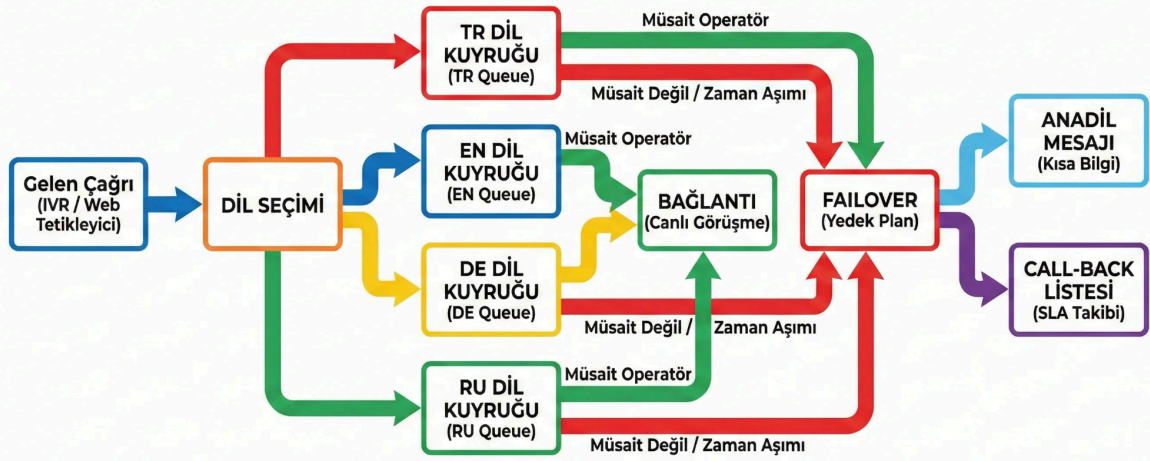 Gelen Çağrı
(IVR / Web
Tetikleyici)
DİL SEÇİMİ
TR DİL
KUYRUĞU
(TR Queue)
Müsait Operatör
Müsait Değil / Zaman Aşımı
EN DİL
KUYRUĞU
(EN Queue)
Müsait Operatör
DE DİL
KUYRUĞU
(DE Queue)
Müsait Değil / Zaman Aşımı
RU DİL
KUYRUĞU
(RU Queue)
Müsait Operatör
Müsait Değil / Zaman Aşımı
BAĞLANTI
(Canlı Görüşme)
FAILOVER
(Yedek Plan)
ANADİL
MESAJI
(Kısa Bilgi)
CALL-BACK
LİSTESİ
(SLA Takibi)